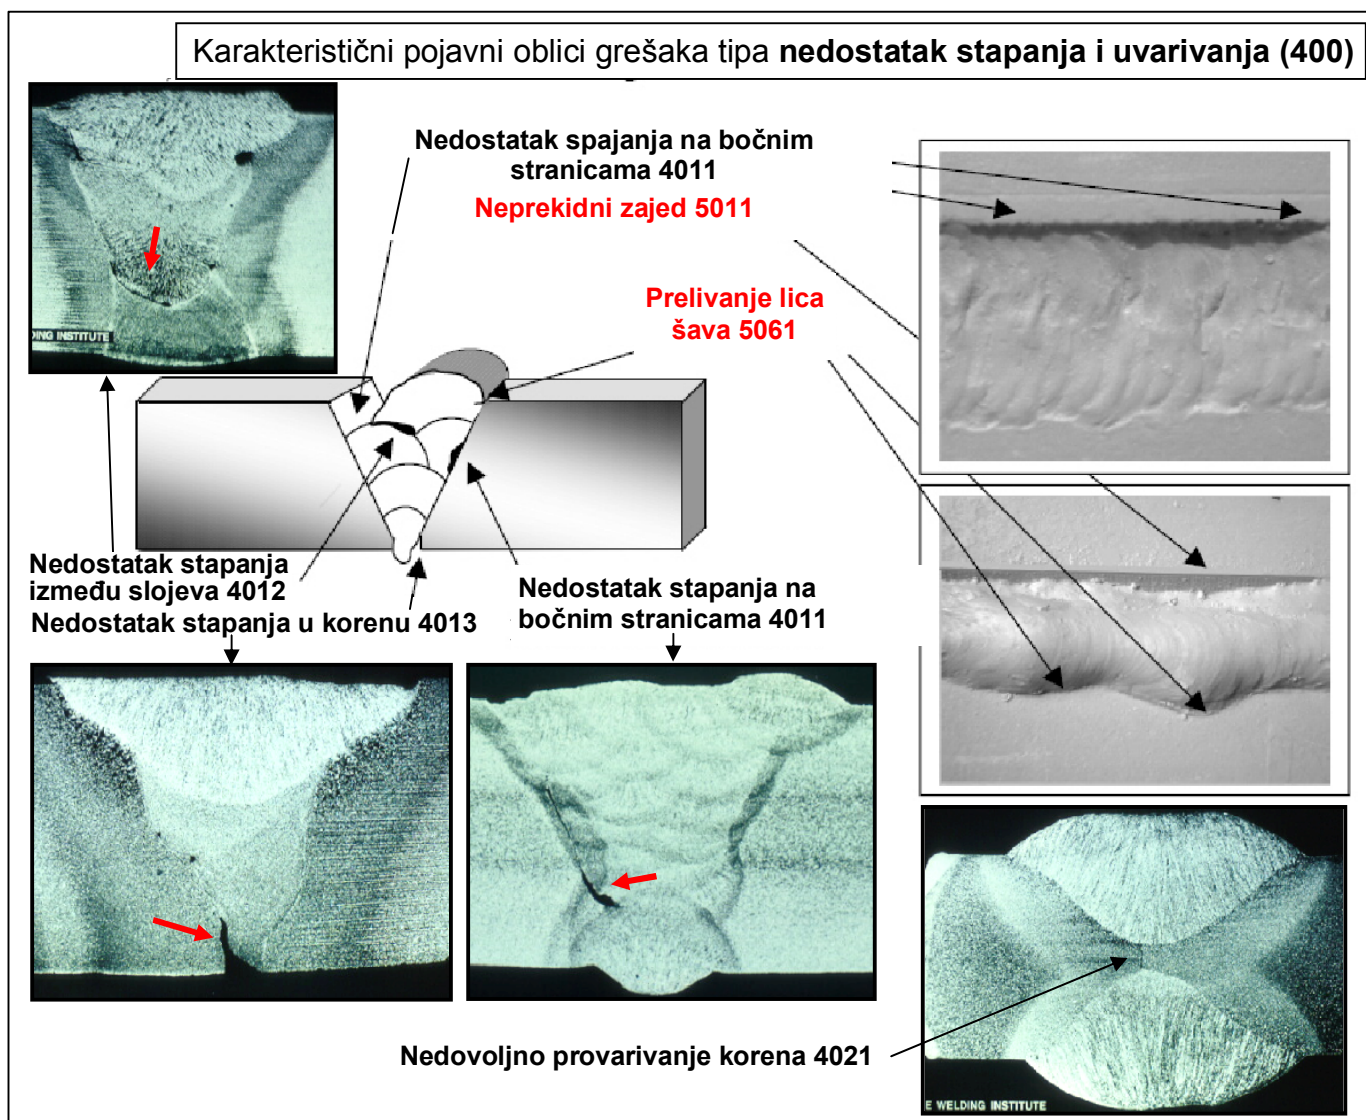 Karakteristični pojavni oblici grešaka tipa nedostatak stapanja i uvarivanja (400)
Nedostatak spajanja na bočnim
stranicama 4011
Neprekidni zajed 5011
Prelivanje lica
šava 5061
DING INSTITUTE
Nedostatak stapanja
između slojeva 4012
Nedostatak stapanja u korenu 4013
Nedostatak stapanja na
bočnim stranicama 4011
Nedovoljno provarivanje korena 4021
E WELDING INSTITUTE